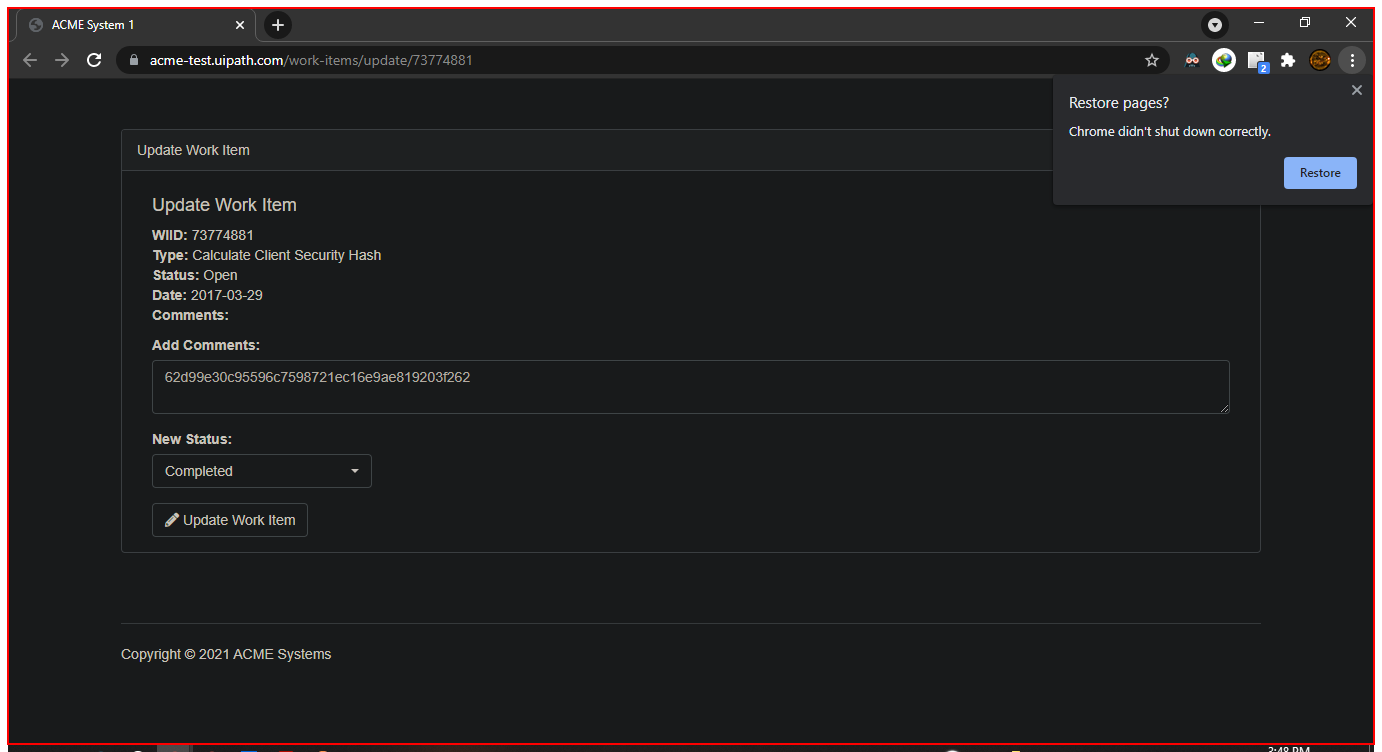 ACME System 1
acme-test.uipath.com/work-items/update/73774881
2
Restore pages?
Chrome didn't shut down correctly.
Restore
Update Work Item
Update Work Item
WIID: 73774881
Type: Calculate Client Security Hash
Status: Open
Date: 2017-03-29
Comments:
Add Comments:
62d99e30c95596c7598721ec16e9ae819203f262
New Status:
Completed
Update Work Item
Copyright © 2021 ACME Systems
3:48 PM